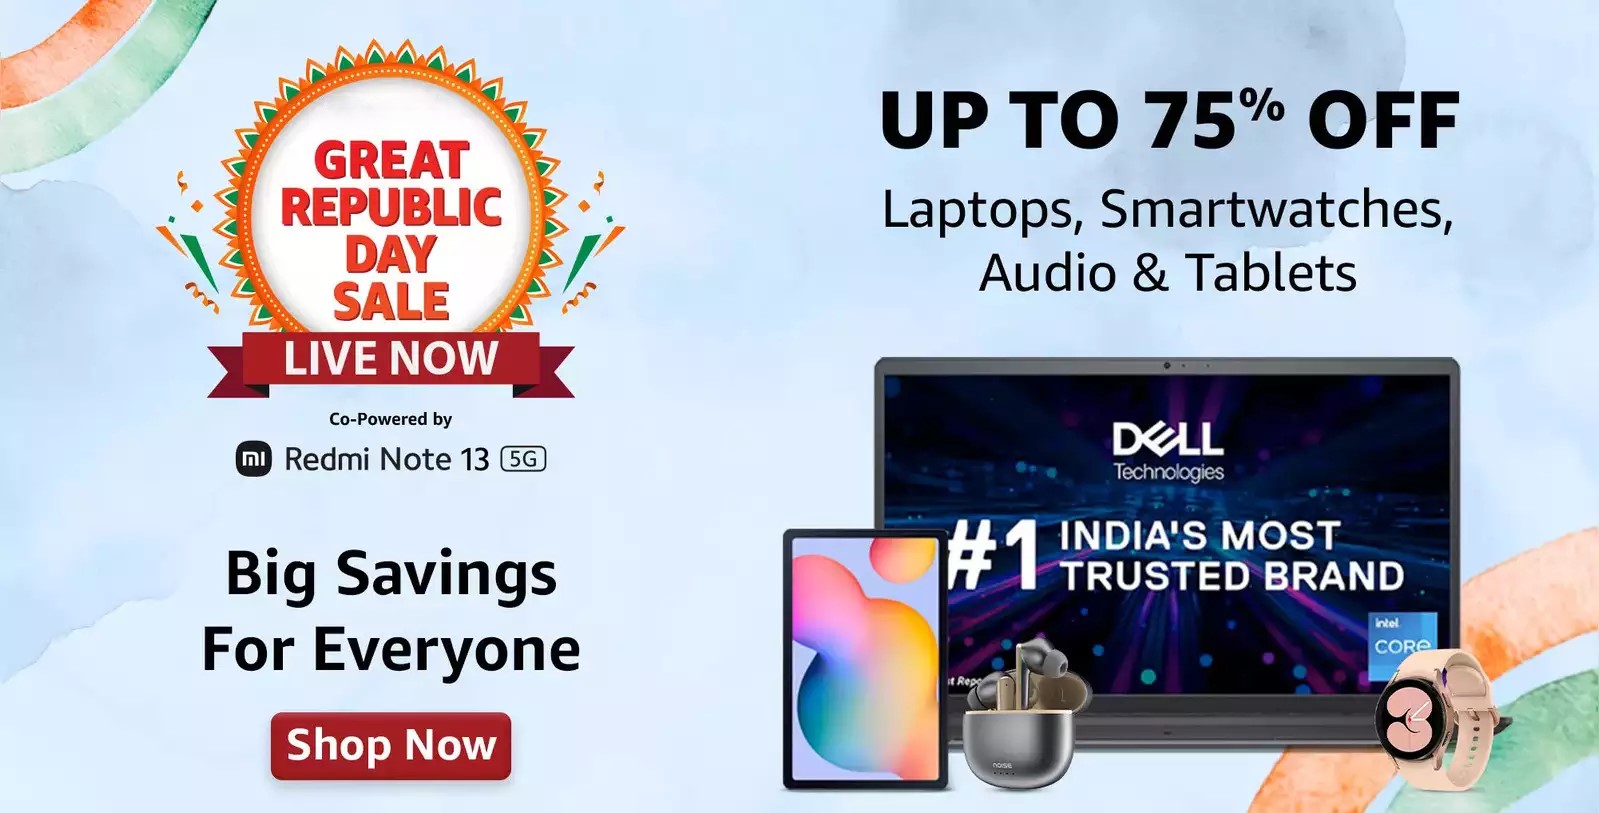 GREAT
REPUBLIC
DAY
SALE
LIVE NOW
Co-Powered by
mi Redmi Note 13 5G
Big Savings
For Everyone
Shop Now
UP TO 75% OFF
Laptops, Smartwatches,
Audio & Tablets
DELL
Technologies
#1 INDIA'S MOST
TRUSTED BRAND
intel
CORE
noise